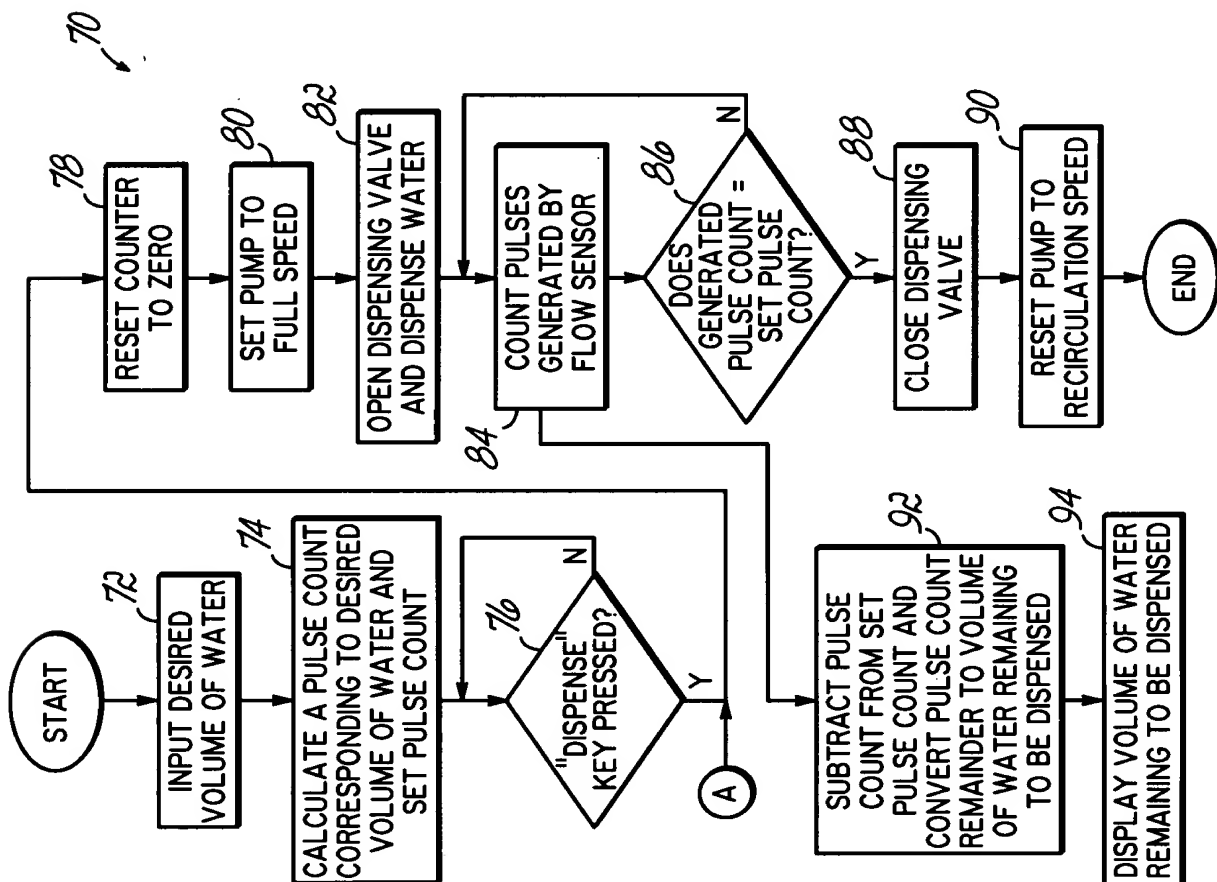 70
START
72
INPUT DESIRED
VOLUME OF WATER
74
CALCULATE A PULSE COUNT
CORRESPONDING TO DESIRED
VOLUME OF WATER AND
SET PULSE COUNT
76
"DISPENSE"
KEY PRESSED?
N
Y
A
78
RESET COUNTER
TO ZERO
80
SET PUMP TO
FULL SPEED
82
OPEN DISPENSING VALVE
AND DISPENSE WATER
84
COUNT PULSES
GENERATED BY
FLOW SENSOR
86
DOES
GENERATED
PULSE COUNT =
SET PULSE
COUNT?
N
Y
88
CLOSE DISPENSING
VALVE
90
RESET PUMP TO
RECIRCULATION SPEED
END
92
SUBTRACT PULSE
COUNT FROM SET
PULSE COUNT AND
CONVERT PULSE COUNT
REMAINDER TO VOLUME
OF WATER REMAINING
TO BE DISPENSED
94
DISPLAY VOLUME OF WATER
REMAINING TO BE DISPENSED